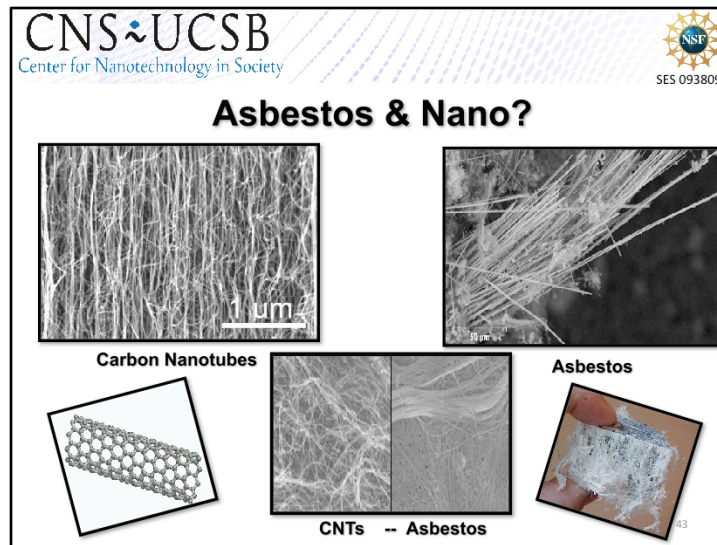 CNS~UCSB
Center for Nanotechnology in Society
NSF
SES 093809
Asbestos & Nano?
1 um
50 µm
Carbon Nanotubes
Asbestos
CNTs -- Asbestos
43